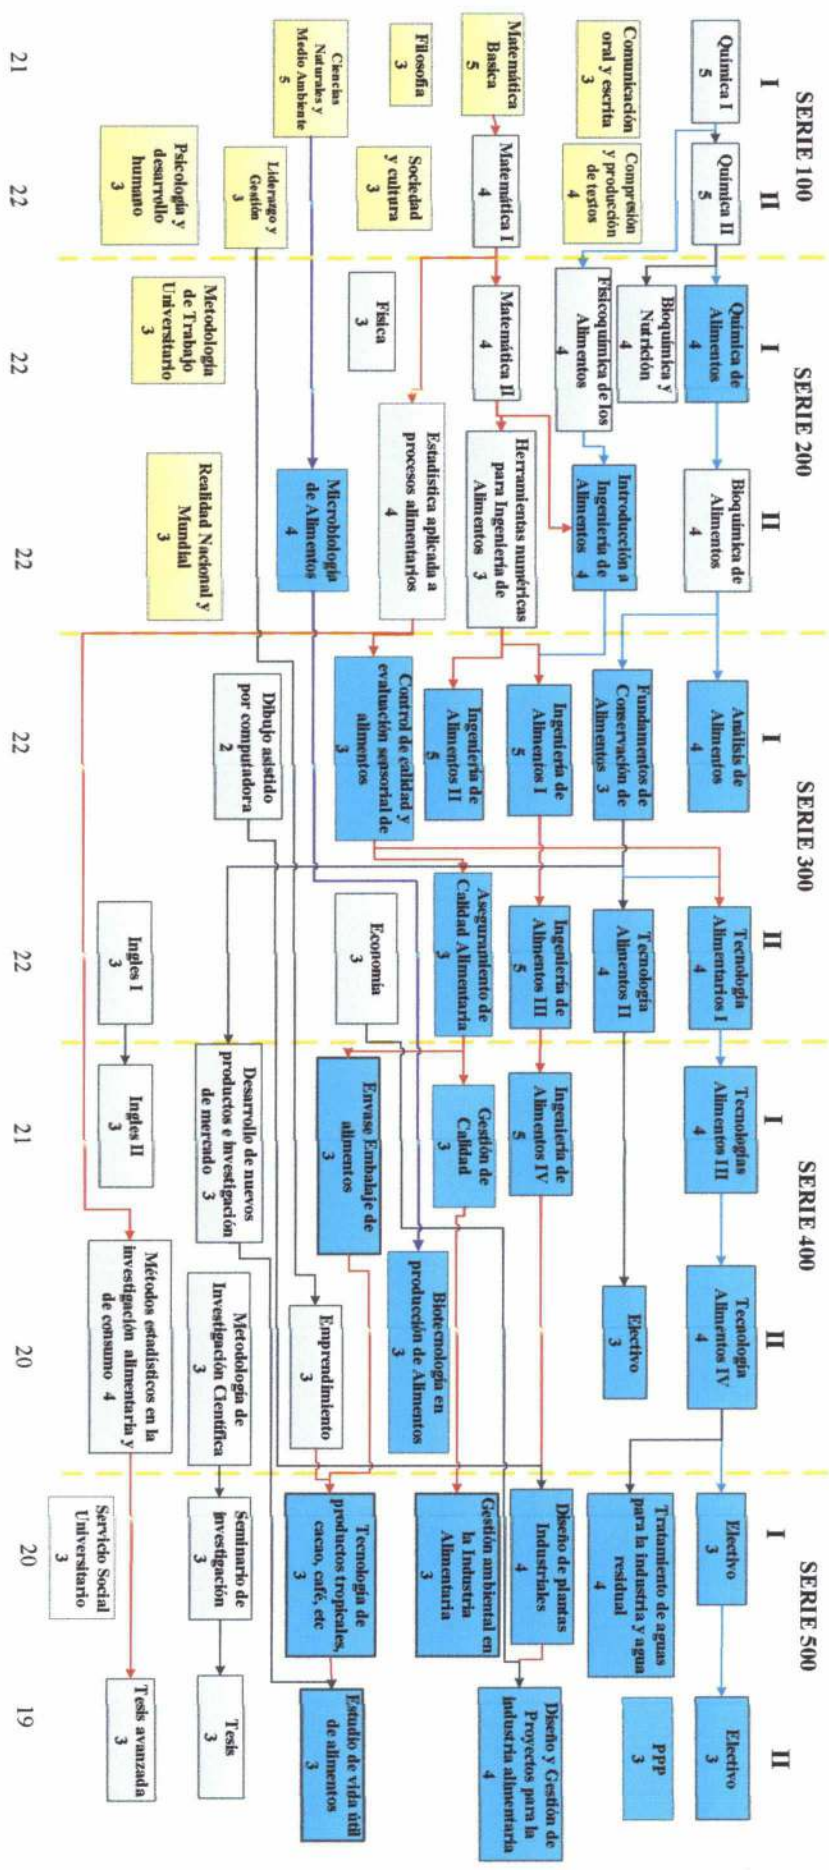 SERIE 100
I
II
SERIE 200
I
II
SERIE 300
I
II
SERIE 400
I
II
SERIE 500
I
II
Química I
5
Comunicación
oral y escrita
3
Matemática
Basica
5
Filosofía
3
Ciencias
Naturales y
Medio Ambiente
5
21
Química II
5
Compresión
y producción
de textos
4
Matemática I
4
Sociedad
y cultura
3
Liderazgo y
Gestión
3
Psicología y
desarrollo
humano
3
22
Química de
Alimentos
4
Bioquímica y
Nutrición
4
Fisicoquímica de los
Alimentos
4
Matemática II
4
Física
3
Metodología
de Trabajo
Universitario
3
22
Bioquímica de
Alimentos
4
Introducción a
Ingeniería de
Alimentos 4
Herramientas numéricas
para Ingeniería de
Alimentos 3
Estadística aplicada a
procesos alimentarios
4
Microbiología
de Alimentos
4
Realidad Nacional y
Mundial
3
22
Análisis de
Alimentos
4
Fundamentos de
Conservación de
Alimentos 3
Ingeniería de
Alimentos I
5
Ingeniería de
Alimentos II
5
Control de calidad y
evaluación sensorial de
alimentos
3
Dibujo asistido
por computadora
2
22
Tecnología
Alimentarios I
4
Tecnología
Alimentos II
4
Ingeniería de
Alimentos III
5
Aseguramiento de
Calidad Alimentaria
3
Economía
3
Ingles I
3
22
Tecnologías
Alimentos III
4
Ingeniería de
Alimentos IV
5
Gestión de
Calidad
3
Envase Embalaje de
alimentos
3
Desarrollo de nuevos
productos e investigación
de mercado 3
Ingles II
3
21
Tecnología
Alimentos IV
4
Electivo
3
Biotecnología en
producción de Alimentos
3
Emprendimiento
3
Metodología de
Investigación Científica
3
Métodos estadísticos en la
investigación alimentaria y
de consumo 4
20
Electivo
3
Tratamiento de aguas
para la industria y agua
residual
4
Diseño de plantas
Industriales
4
Gestión ambiental en
la Industria
Alimentaria
3
Tecnología de
productos tropicales,
cacao, café, etc
3
Seminario de
investigación
3
Servicio Social
Universitario
3
20
Electivo
3
PPP
3
Diseño y Gestión de
Proyectos para la
industria alimentaria
4
Estudio de vida útil
de alimentos
3
Tesis
3
Tesis avanzada
3
19